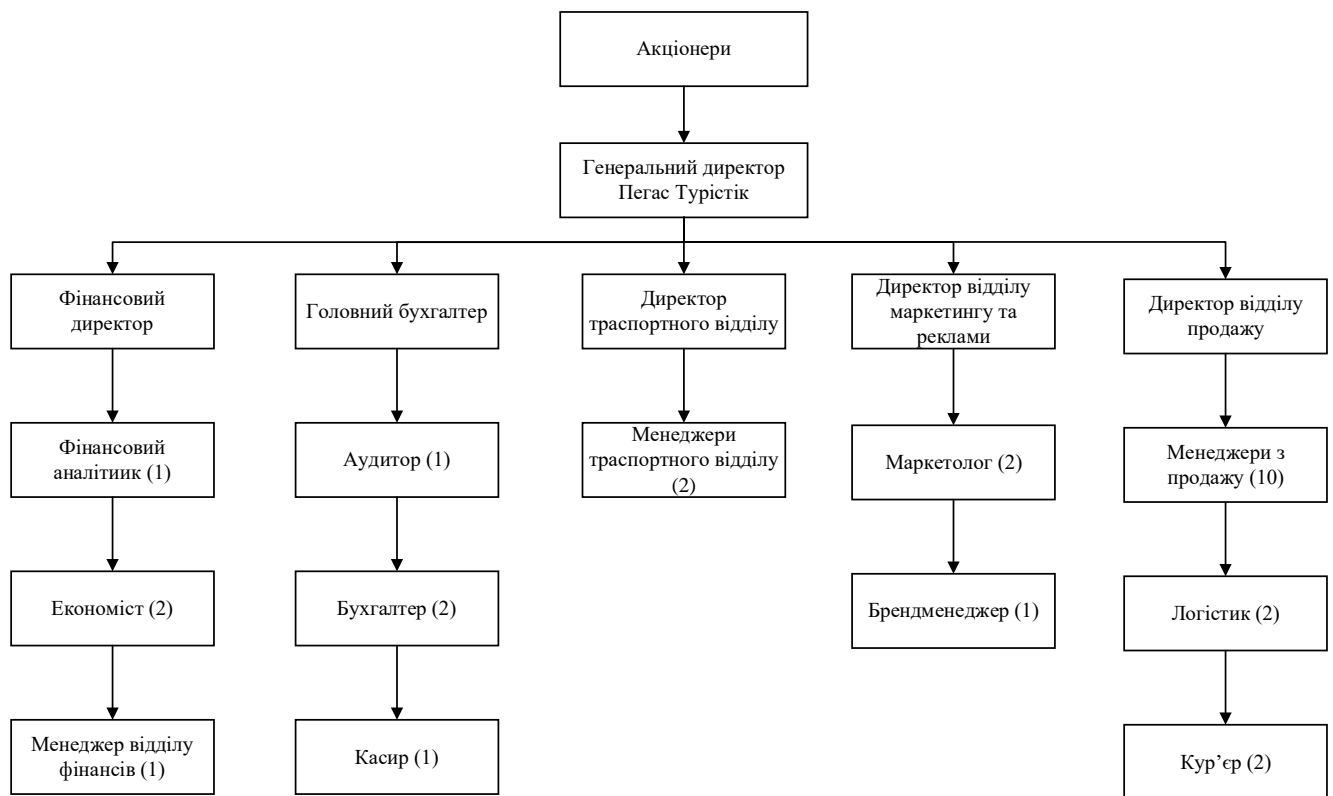 Акціонери
Генеральний директор
Пегас Турістік
Фінансовий
директор
Головний бухгалтер
Директор
траспортного відділу
Директор відділу
маркетингу та
реклами
Директор відділу
продажу
Фінансовий
аналітиик (1)
Аудитор (1)
Менеджери
траспортного відділу
(2)
Маркетолог (2)
Менеджери з
продажу (10)
Економіст (2)
Бухгалтер (2)
Брендменеджер (1)
Логістик (2)
Менеджер відділу
фінансів (1)
Касир (1)
Кур’єр (2)